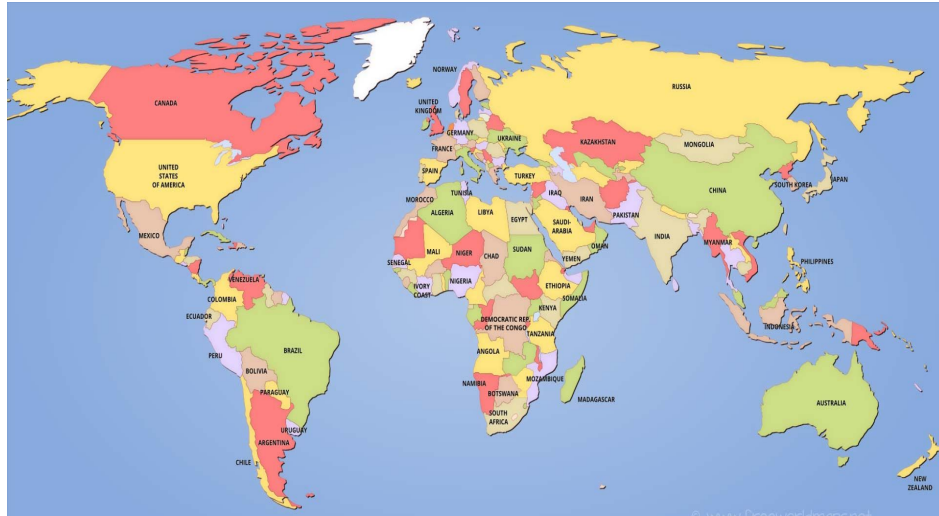 NORWAY
RUSSIA
CANADA
UNITED
KINGDOM
GERMANY
UKRAINE
KAZAKHSTAN
MONGOLIA
FRANCE
UNITED
STATES
OF AMERICA
SPAIN
TURKEY
CHINA
SOUTH KOREA
JAPAN
TUNISIA
IRAQ
IRAN
MOROCCO
ALGERIA
LIBYA
EGYPT
SAUDI-
ARABIA
PAKISTAN
INDIA
MEXICO
MALI
NIGER
CHAD
SUDAN
OMAN
YEMEN
MYANMAR
SENEGAL
PHILIPPINES
VENEZUELA
IVORY
COAST
NIGERIA
ETHIOPIA
SOMALIA
COLOMBIA
ECUADOR
KENYA
DEMOCRATIC REP.
OF THE CONGO
TANZANIA
INDONESIA
PERU
BRAZIL
ANGOLA
BOLIVIA
MOZAMBIQUE
NAMIBIA
BOTSWANA
MADAGASCAR
PARAGUAY
AUSTRALIA
SOUTH
AFRICA
URUGUAY
ARGENTINA
CHILE
NEW
ZEALAND